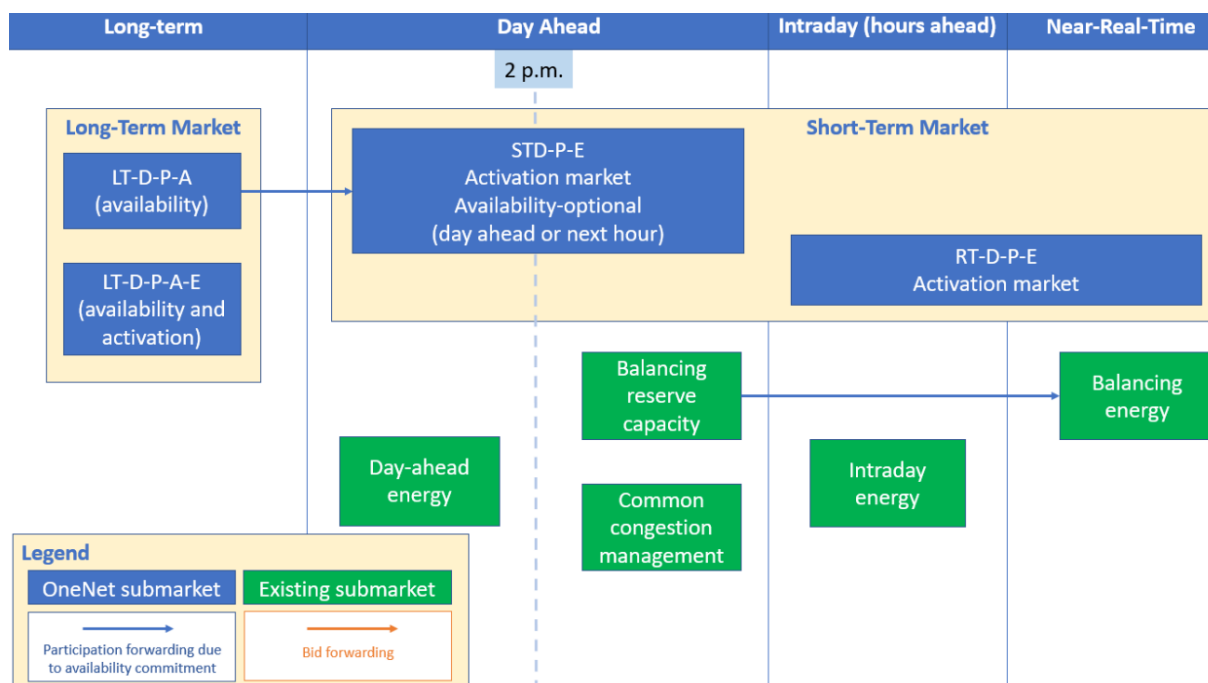 Long-term
Day Ahead
Intraday (hours ahead)
Near-Real-Time
2 p.m.
Long-Term Market
LT-D-P-A
(availability)
LT-D-P-A-E
(availability and
activation)
Short-Term Market
STD-P-E
Activation market
Availability-optional
(day ahead or next hour)
RT-D-P-E
Activation market
Balancing
reserve
capacity
Balancing
energy
Day-ahead
energy
Intraday
energy
Common
congestion
management
Legend
OneNet submarket
Existing submarket
Participation forwarding due
to availability commitment
Bid forwarding